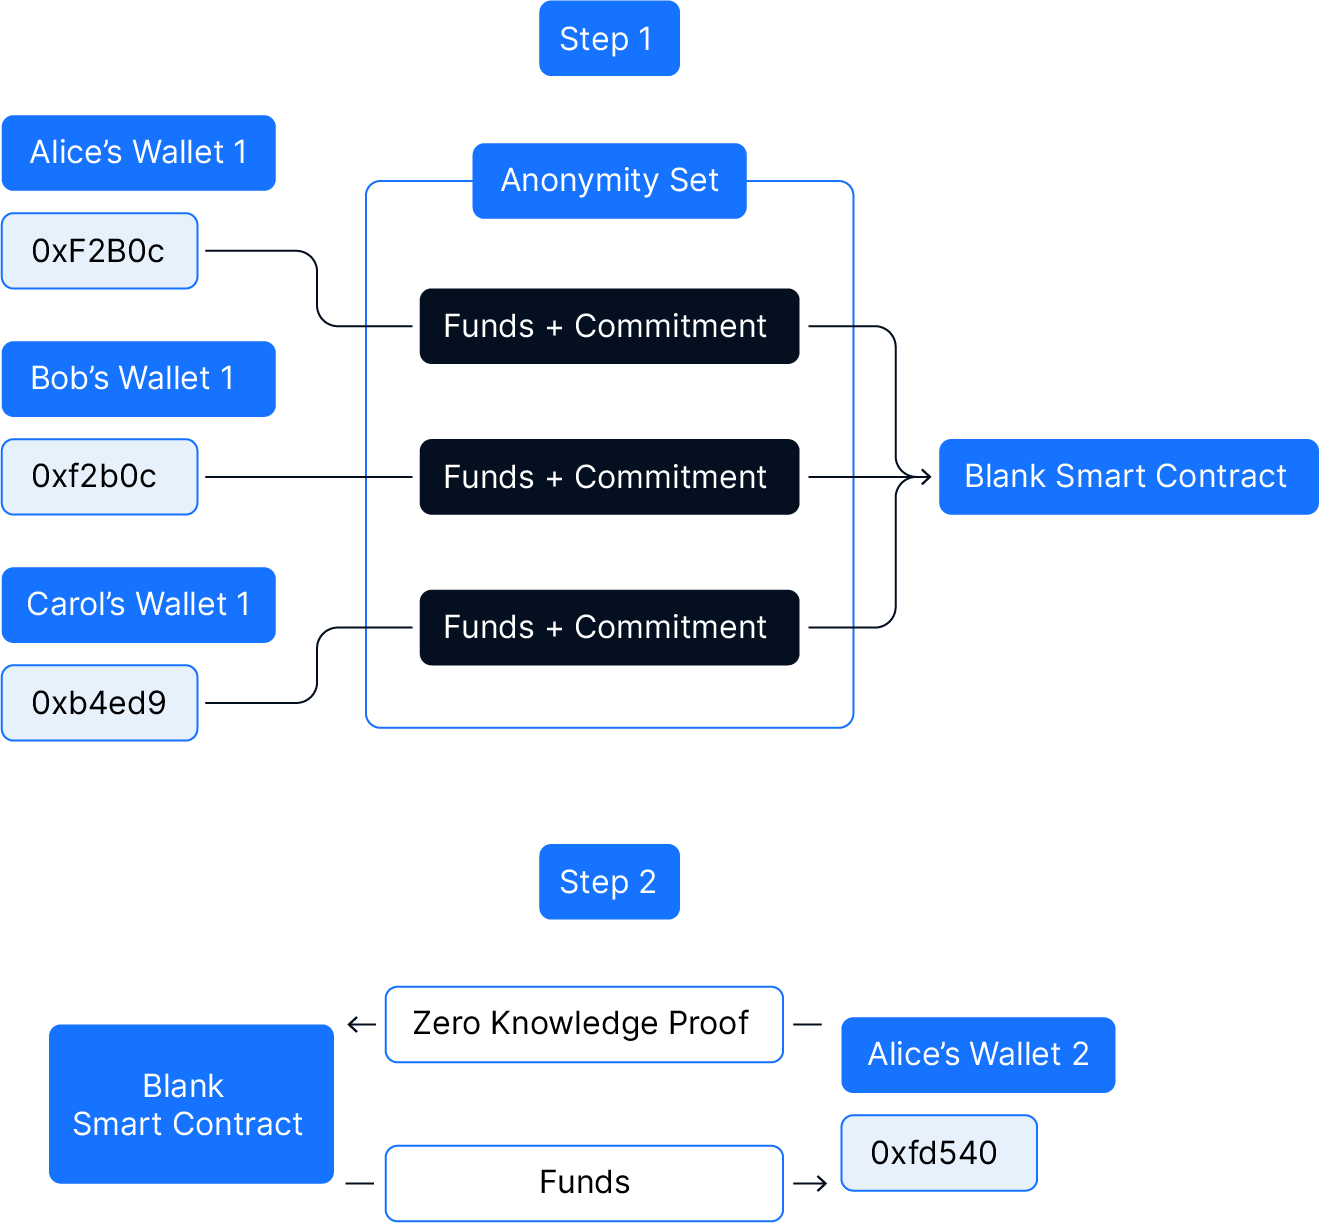 Step 1
Alice’s Wallet 1
0xF2B0c
Bob’s Wallet 1
0xf2b0c
Carol’s Wallet 1
0xb4ed9
Anonymity Set
Funds + Commitment
Funds + Commitment
Funds + Commitment
Blank Smart Contract
Step 2
Blank
Smart Contract
Zero Knowledge Proof
Funds
Alice’s Wallet 2
0xfd540